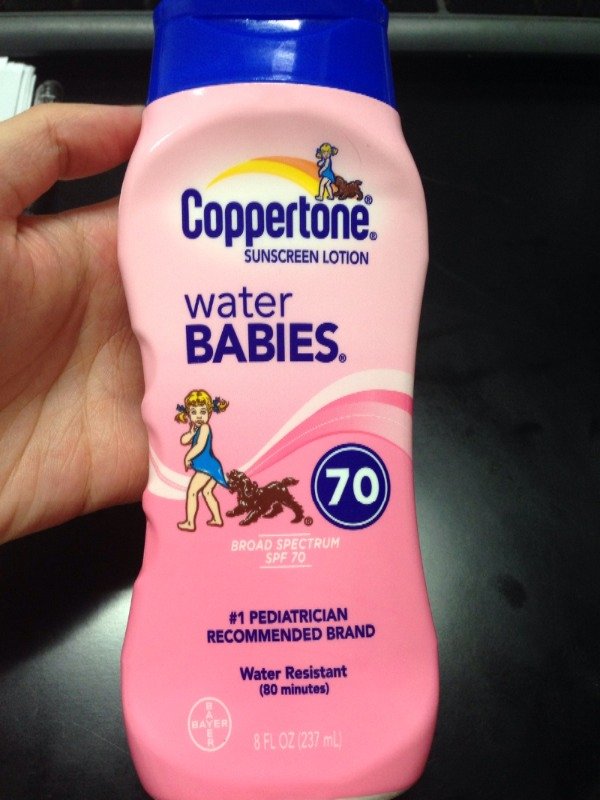 Coppertone®
SUNSCREEN LOTION
water
BABIES®
70
BROAD SPECTRUM
SPF 70
#1 PEDIATRICIAN
RECOMMENDED BRAND
Water Resistant
(80 minutes)
BAYER
8 FL OZ (237 mL)